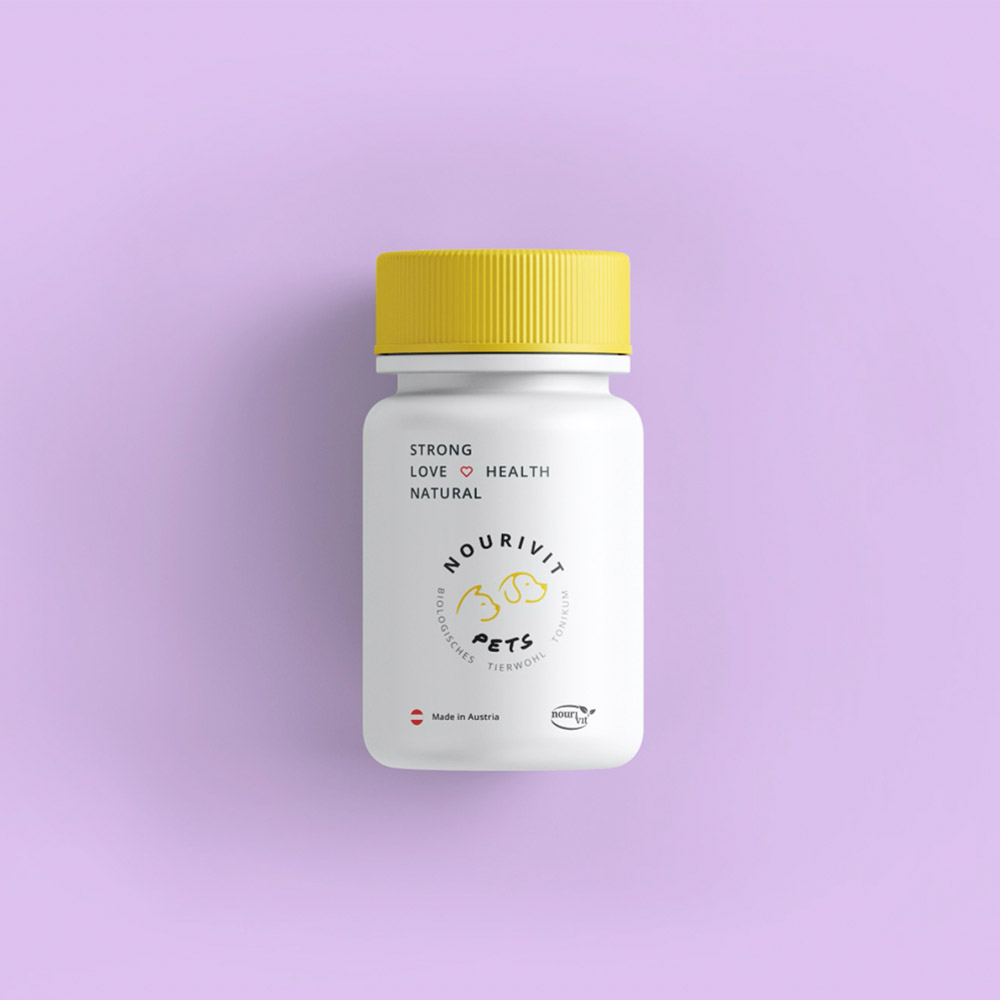 STRONG
LOVE ♡ HEALTH
NATURAL
NOURIVIT
PETS
BIOLOGISCHES TIERWOHL TONIKUM
Made in Austria
nouri
vit